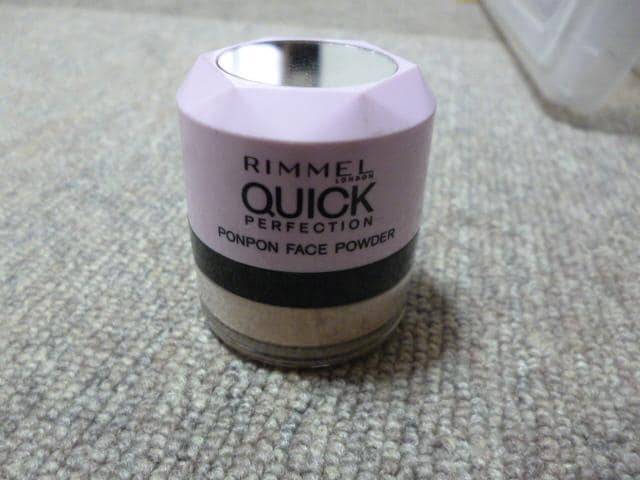 RIMMEL
LONDON
QUICK
PERFECTION
PONPON FACE POWDER